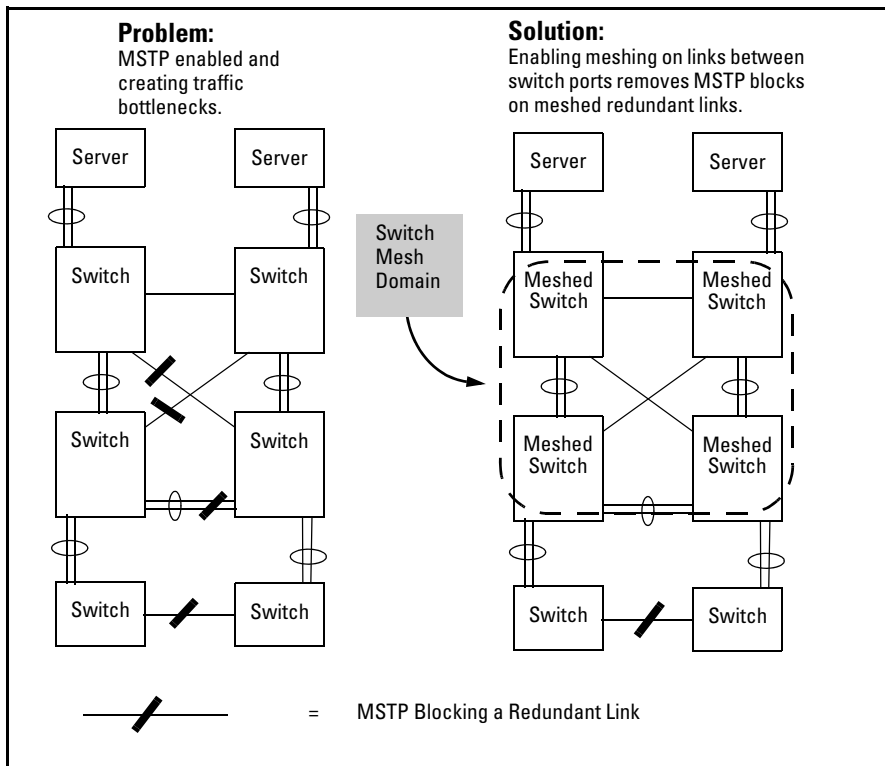 Problem:
MSTP enabled and
creating traffic
bottlenecks.
Solution:
Enabling meshing on links between
switch ports removes MSTP blocks
on meshed redundant links.
Server
Server
Switch
Switch
Switch
Switch
Switch
Switch
Switch
Mesh
Domain
Server
Server
Meshed
Switch
Meshed
Switch
Meshed
Switch
Meshed
Switch
Switch
Switch
= MSTP Blocking a Redundant Link